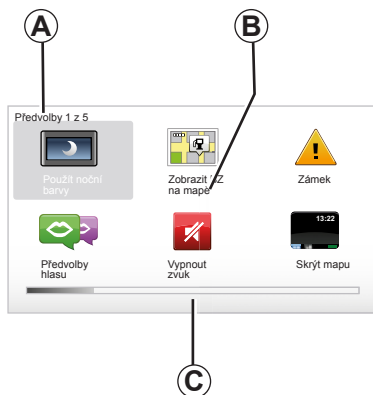 A
B
Předvolby 1 z 5
Použít noční
barvy
Zobrazit
na mapě
Zámek
13:22
Předvolby
hlasu
Vypnout
zvuk
Skrýt mapu
C